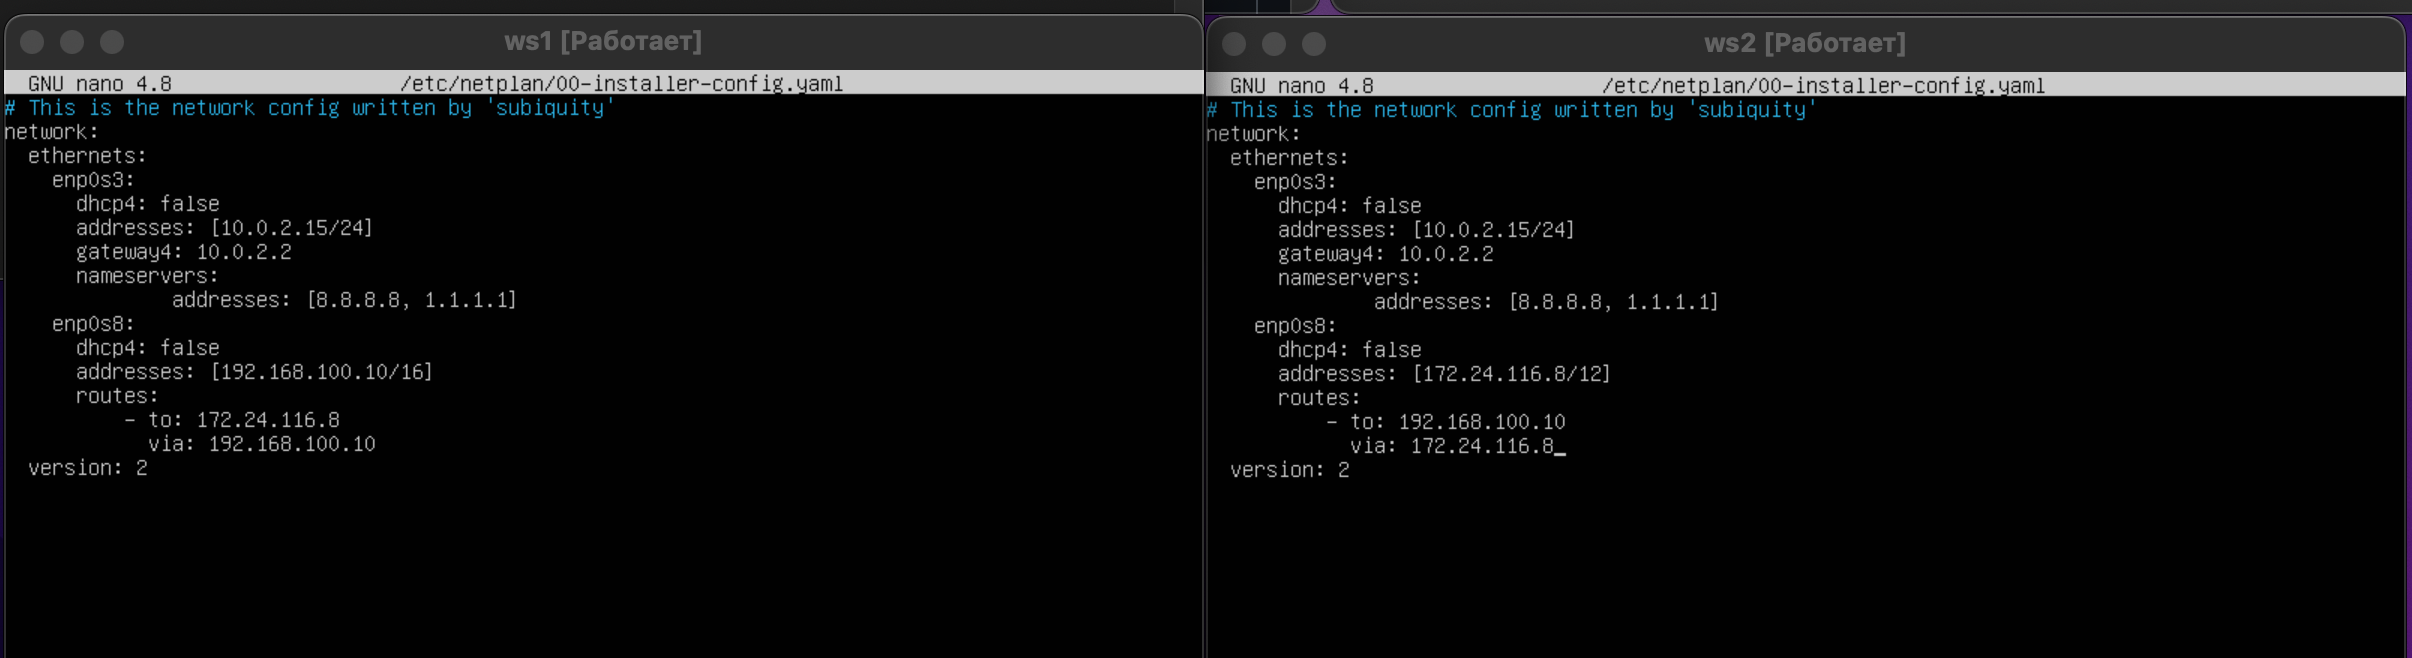 ws1 [Работает]
GNU nano 4.8 /etc/netplan/00-installer-config.yaml
# This is the network config written by 'subiquity'
network:
  ethernets:
    enp0s3:
      dhcp4: false
      addresses: [10.0.2.15/24]
      gateway4: 10.0.2.2
      nameservers:
              addresses: [8.8.8.8, 1.1.1.1]
    enp0s8:
      dhcp4: false
      addresses: [192.168.100.10/16]
      routes:
          - to: 172.24.116.8
            via: 192.168.100.10
  version: 2
ws2 [Работает]
GNU nano 4.8 /etc/netplan/00-installer-config.yaml
# This is the network config written by 'subiquity'
network:
  ethernets:
    enp0s3:
      dhcp4: false
      addresses: [10.0.2.15/24]
      gateway4: 10.0.2.2
      nameservers:
              addresses: [8.8.8.8, 1.1.1.1]
    enp0s8:
      dhcp4: false
      addresses: [172.24.116.8/12]
      routes:
          - to: 192.168.100.10
            via: 172.24.116.8
  version: 2